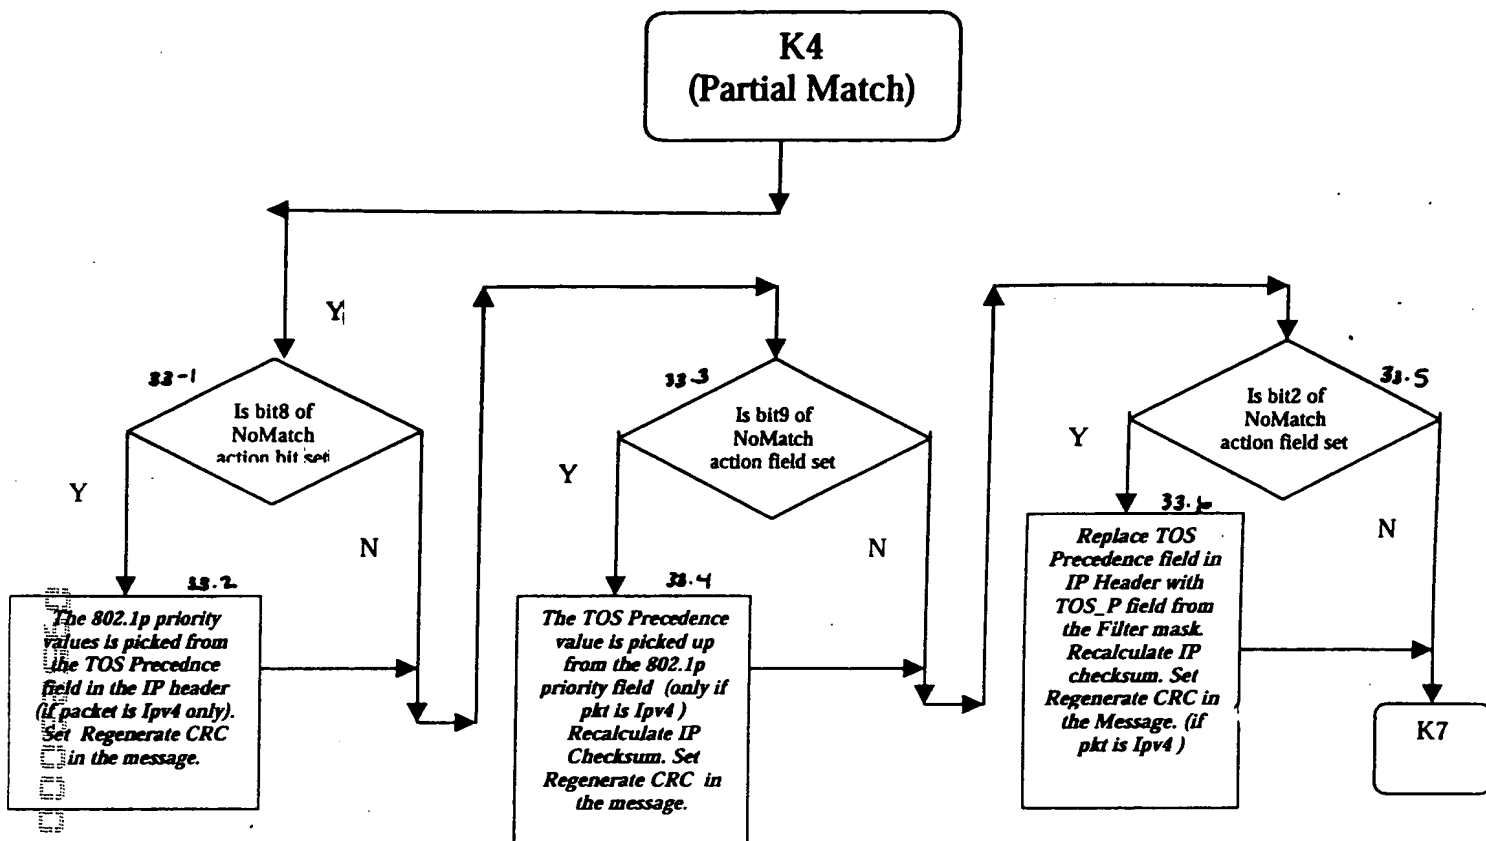 K4
(Partial Match)
Y
33-1
Is bit8 of
NoMatch
action bit set
Y
N
33.2
The 802.1p priority
values is picked from
the TOS Precednce
field in the IP header
(if packet is Ipv4 only).
Set Regenerate CRC
in the message.
33.3
Is bit9 of
NoMatch
action field set
Y
N
33.4
The TOS Precedence
value is picked up
from the 802.1p
priority field (only if
pkt is Ipv4 )
Recalculate IP
Checksum. Set
Regenerate CRC in
the message.
33.5
Is bit2 of
NoMatch
action field set
Y
N
33.6
Replace TOS
Precedence field in
IP Header with
TOS_P field from
the Filter mask.
Recalculate IP
checksum. Set
Regenerate CRC in
the Message. (if
pkt is Ipv4 )
K7